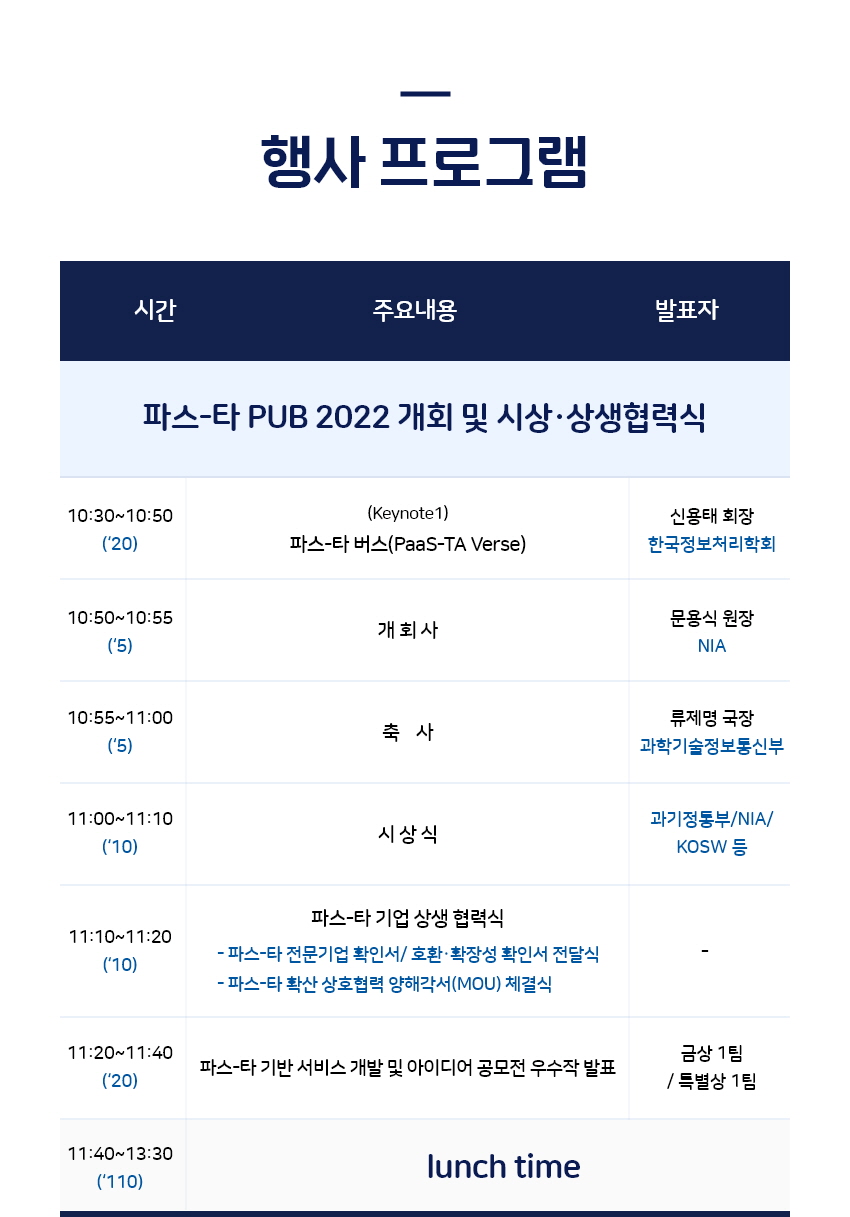 행사 프로그램
시간 주요내용 발표자
파스-타 PUB 2022 개회 및 시상·상생협력식
10:30~10:50
(‘20)
(Keynote1)
파스-타 버스(PaaS-TA Verse)
신용태 회장
한국정보처리학회
10:50~10:55
(‘5)
개 회 사
문용식 원장
NIA
10:55~11:00
(‘5)
축 사
류제명 국장
과학기술정보통신부
11:00~11:10
(‘10)
시 상 식
과기정통부/NIA/
KOSW 등
11:10~11:20
(‘10)
파스-타 기업 상생 협력식
- 파스-타 전문기업 확인서/ 호환·확장성 확인서 전달식
- 파스-타 확산 상호협력 양해각서(MOU) 체결식
-
11:20~11:40
(‘20)
파스-타 기반 서비스 개발 및 아이디어 공모전 우수작 발표
금상 1팀
/ 특별상 1팀
11:40~13:30
(‘110)
lunch time